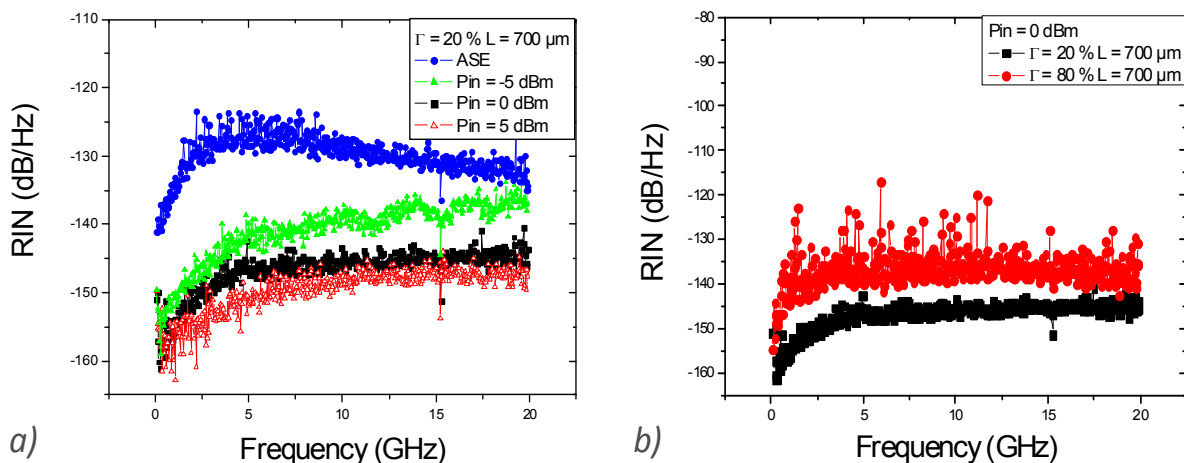 -110
-120
-130
-140
-150
-160
RIN (dB/Hz)
0
5
10
15
20
Frequency (GHz)
Γ = 20 % L = 700 µm
ASE
Pin = -5 dBm
Pin = 0 dBm
Pin = 5 dBm
a)
-80
-90
-100
-110
-120
-130
-140
-150
-160
RIN (dB/Hz)
0
5
10
15
20
Frequency (GHz)
Pin = 0 dBm
Γ = 20 % L = 700 µm
Γ = 80 % L = 700 µm
b)